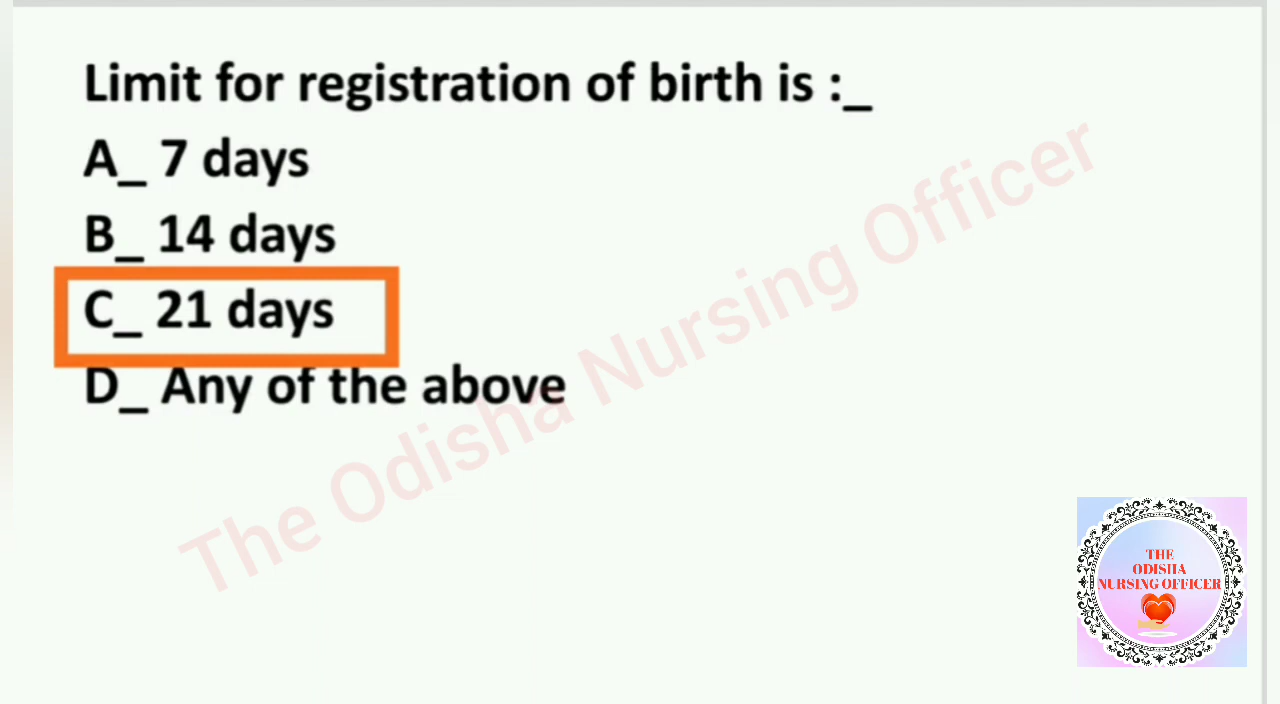 Limit for registration of birth is :_
A_ 7 days
B_ 14 days
C_ 21 days
D_ Any of the above
The Odisha Nursing Officer
THE
ODISHA
NURSING OFFICER